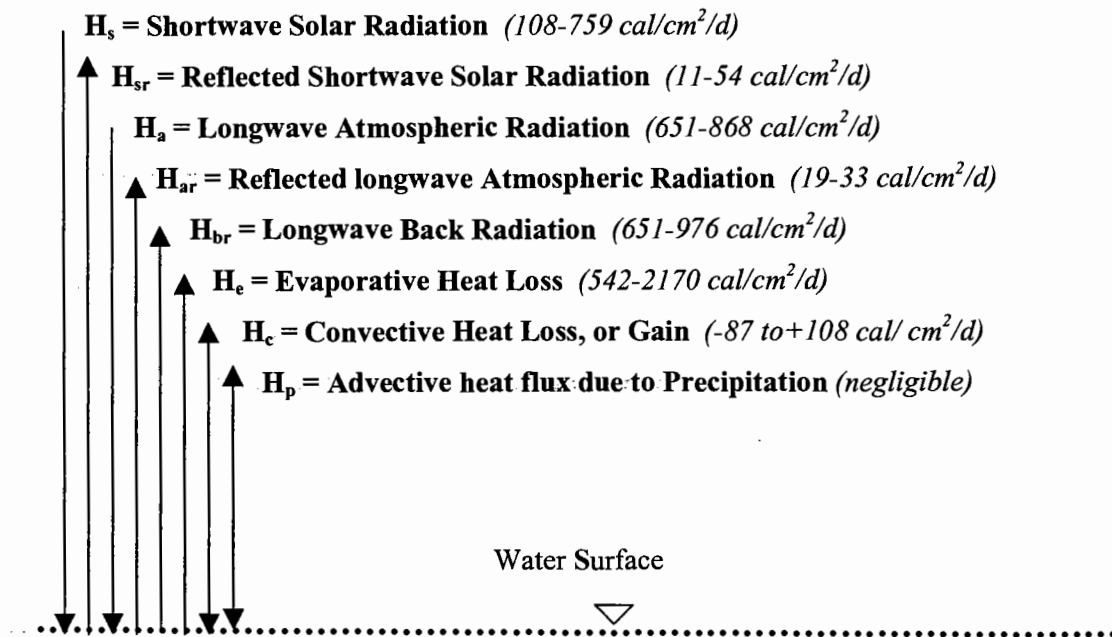 Hₛ = Shortwave Solar Radiation (108-759 cal/cm²/d)
Hₛᵣ = Reflected Shortwave Solar Radiation (11-54 cal/cm²/d)
Hₐ = Longwave Atmospheric Radiation (651-868 cal/cm²/d)
Hₐᵣ = Reflected longwave Atmospheric Radiation (19-33 cal/cm²/d)
H_br = Longwave Back Radiation (651-976 cal/cm²/d)
Hₑ = Evaporative Heat Loss (542-2170 cal/cm²/d)
H_c = Convective Heat Loss, or Gain (-87 to+108 cal/ cm²/d)
Hₚ = Advective heat flux due to Precipitation (negligible)
Water Surface